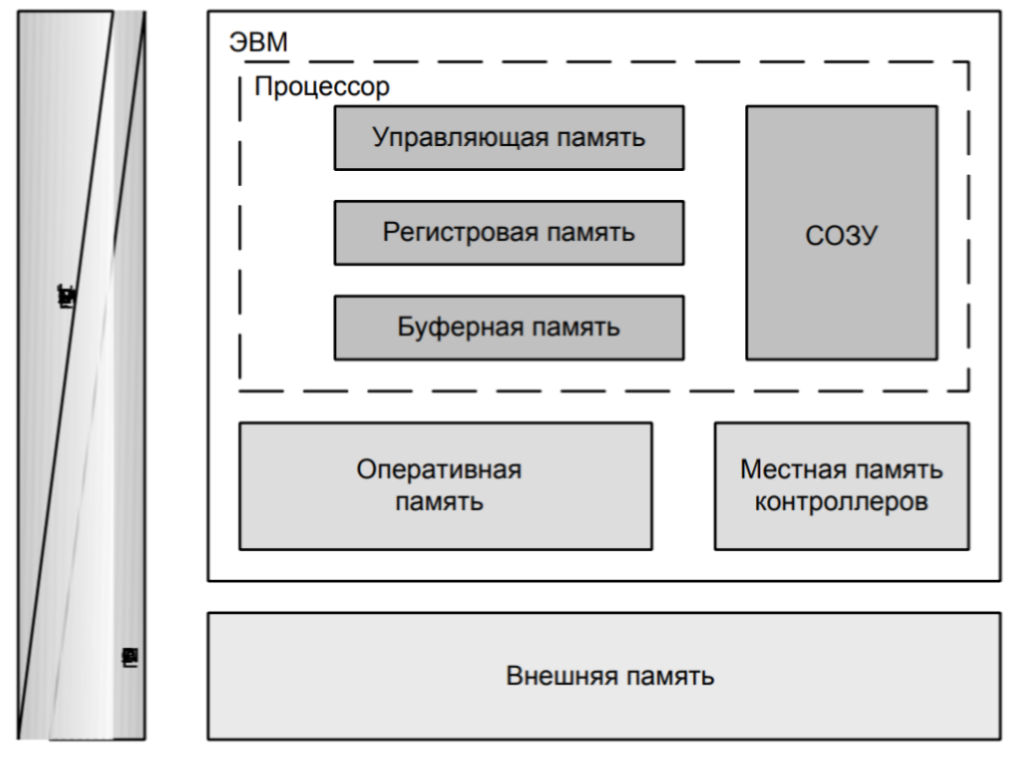 ЭВМ
Процессор
Управляющая память
Регистровая память
СОЗУ
Буферная память
Оперативная
память
Местная память
контроллеров
Внешняя память